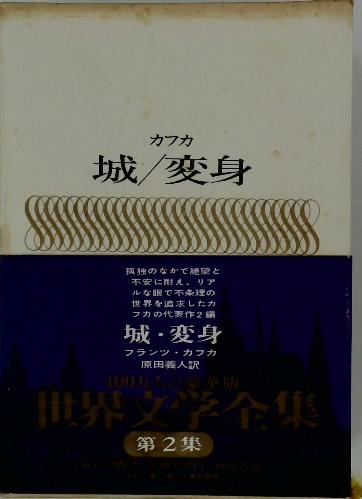 カフカ
城/変身
孤独のなかで絶望と
不安に耐え、リア
ルな眼で不条理の
世界を追求したカ
フカの代表作2編
城・変身
フランツ・カフカ
原田義人訳
100万人の豪華版
世界文学全集
第2集